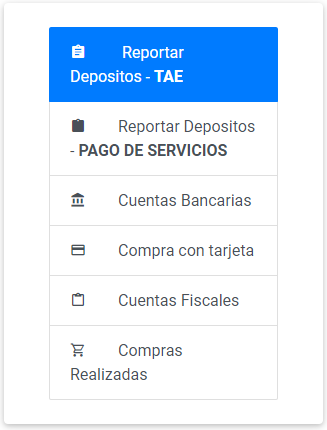 Reportar
Depositos - TAE
Reportar Depositos
- PAGO DE SERVICIOS
Cuentas Bancarias
Compra con tarjeta
Cuentas Fiscales
Compras
Realizadas